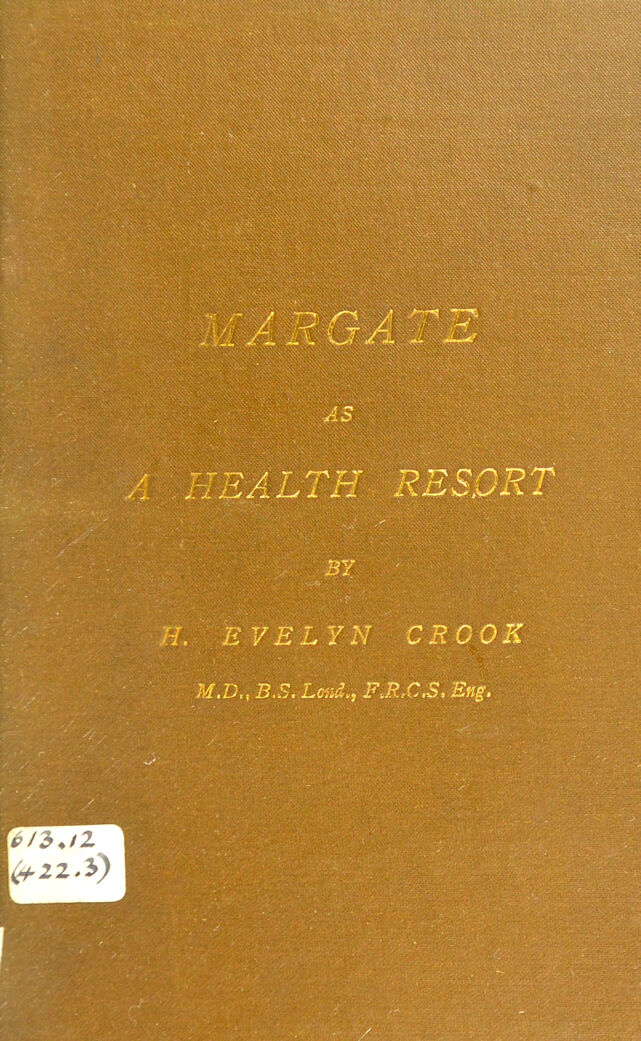 MARGATE
AS
A HEALTH RESORT
BY
H. EVELYN CROOK
M.D., B.S. Lond., F.R.C.S. Eng.
613.12
(422.3)